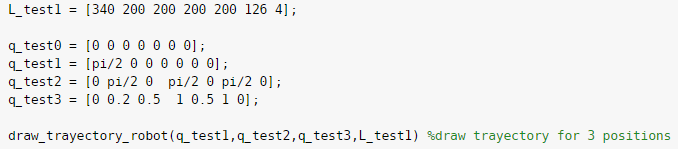 L_test1 = [340 200 200 200 200 126 4];
q_test0 = [0 0 0 0 0 0 0];
q_test1 = [pi/2 0 0 0 0 0 0];
q_test2 = [0 pi/2 0  pi/2 0 pi/2 0];
q_test3 = [0 0.2 0.5  1 0.5 1 0];
draw_trayectory_robot(q_test1,q_test2,q_test3,L_test1) %draw trayectory for 3 positions